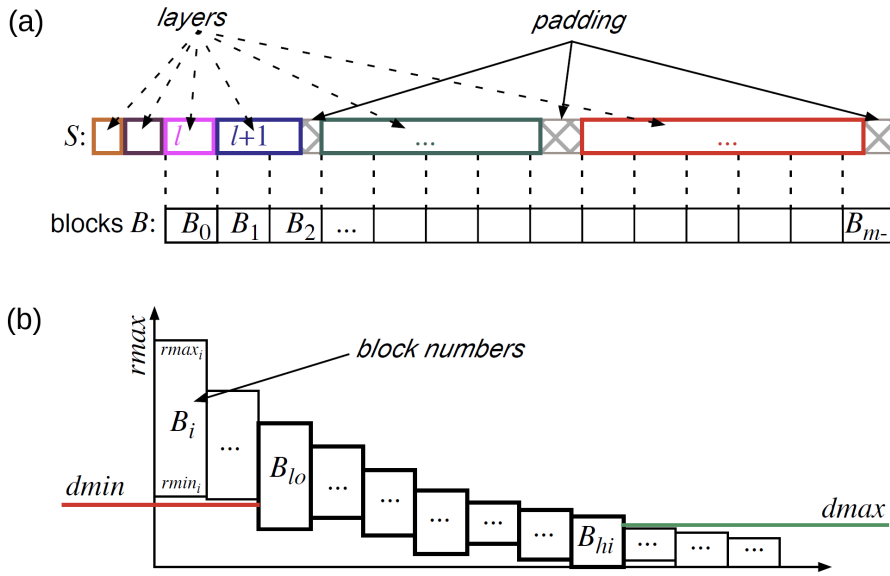 (a) layers padding
S: l l+1 ... ...
blocks B: B0 B1 B2 ... Bm-
(b) rmax
block numbers
rmaxi
Bi ...
rmini
Blo ... ... ... ... ... Bhi ... ... ...
dmin dmax